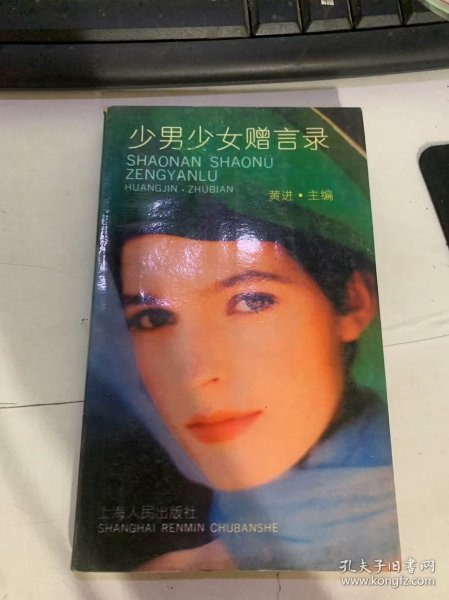 少男少女赠言录
SHAONAN SHAONÜ
ZENGYANLU
HUANGJIN · ZHUBIAN
黄进·主编
上海人民出版社
SHANGHAI RENMIN CHUBANSHE
孔夫子旧书网
www.kongfz.com